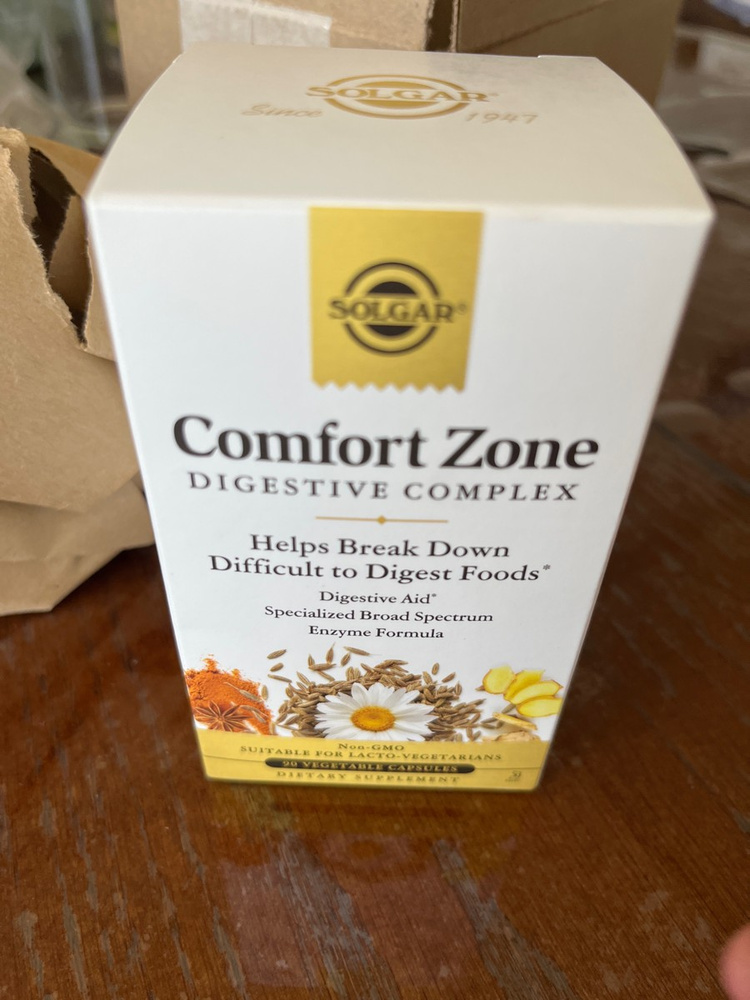 SOLGAR®
Since 1947
SOLGAR®
Comfort Zone
DIGESTIVE COMPLEX
Helps Break Down
Difficult to Digest Foods*
Digestive Aid*
Specialized Broad Spectrum
Enzyme Formula
Non-GMO
SUITABLE FOR LACTO-VEGETARIANS
90 VEGETABLE CAPSULES
DIETARY SUPPLEMENT